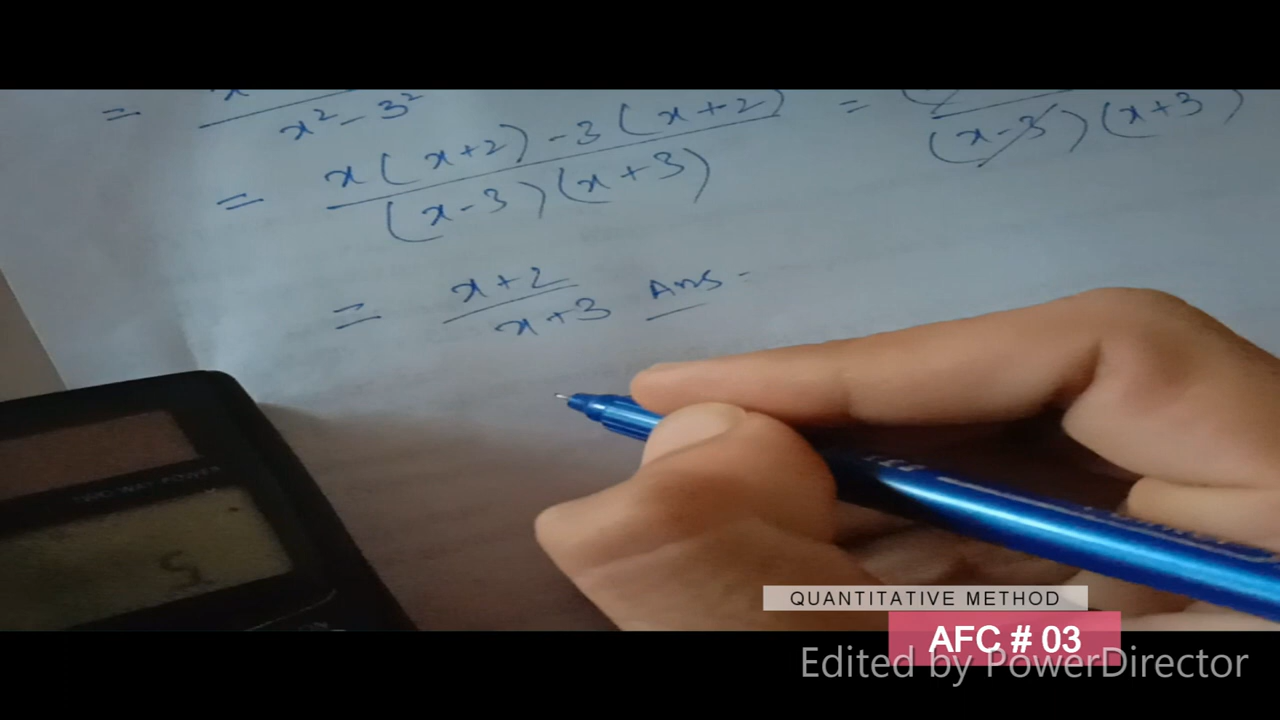 = x² - 3²
= x(x+2) - 3(x+2) / (x-3)(x+3) = (x-3)(x+3)
= x+2 / x+3 Ans.
5.
QUANTITATIVE METHOD
AFC # 03
Edited by PowerDirector